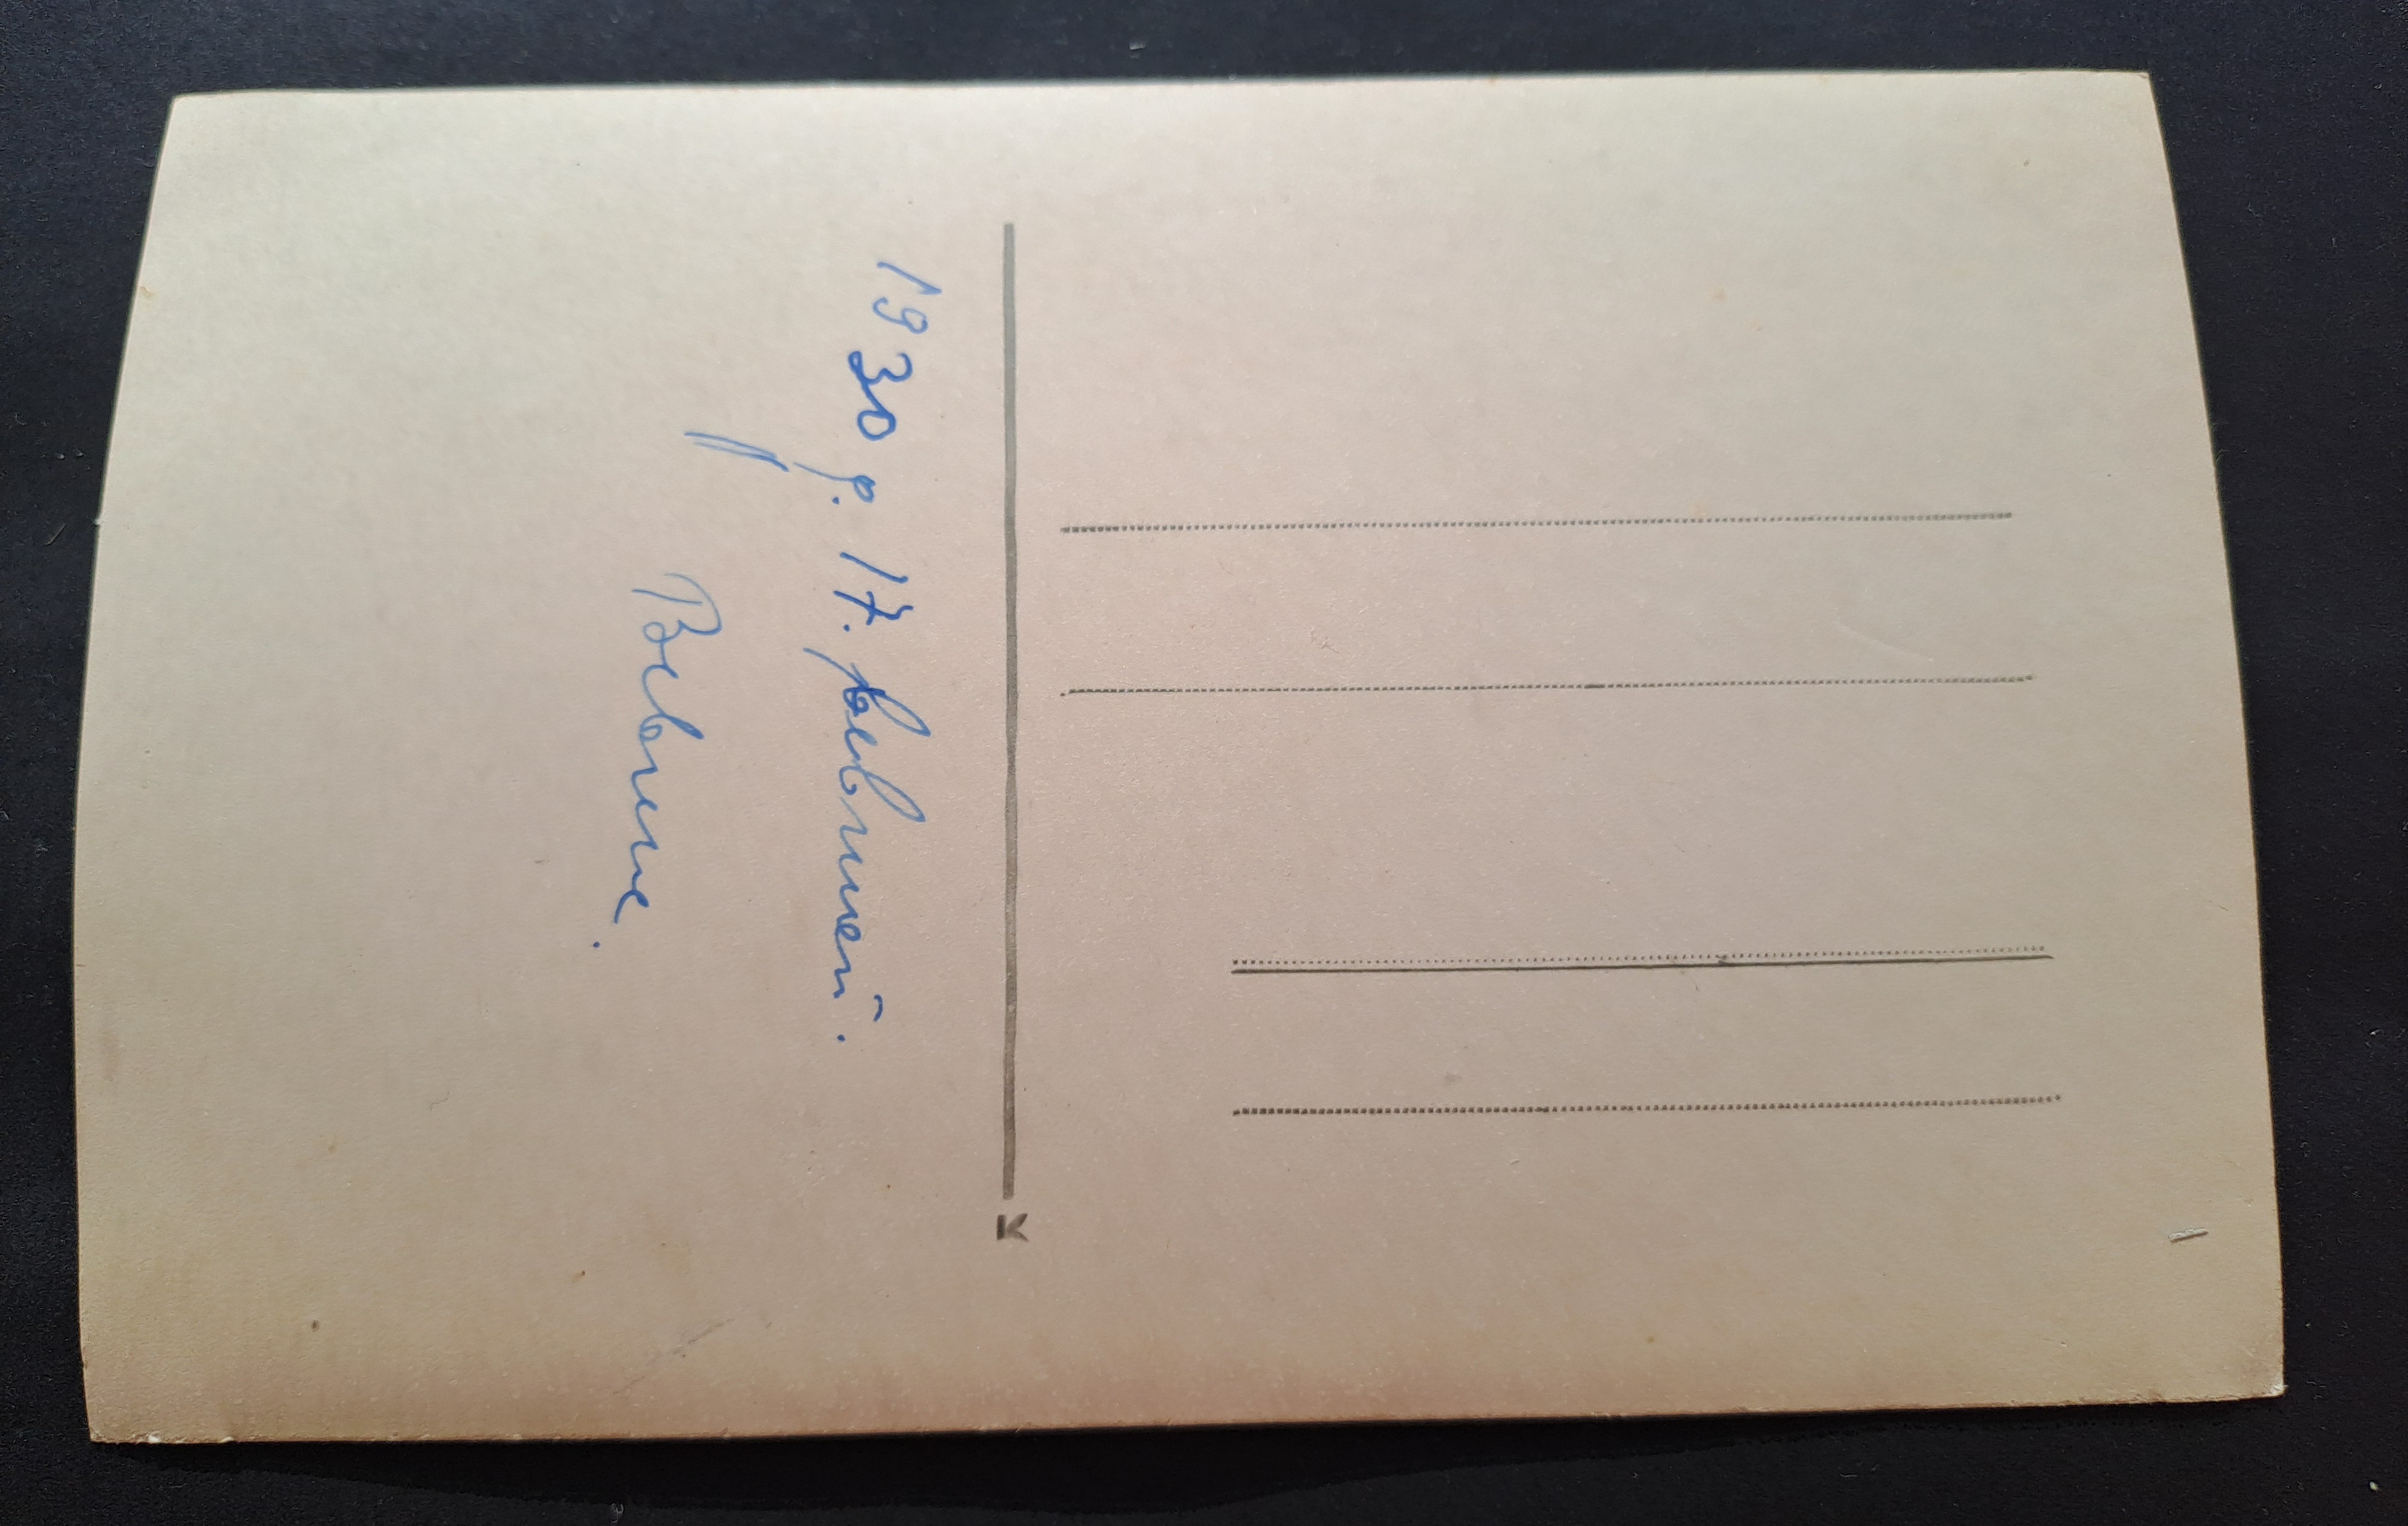 1930 g. 17. februarī.
Bebrene.
K